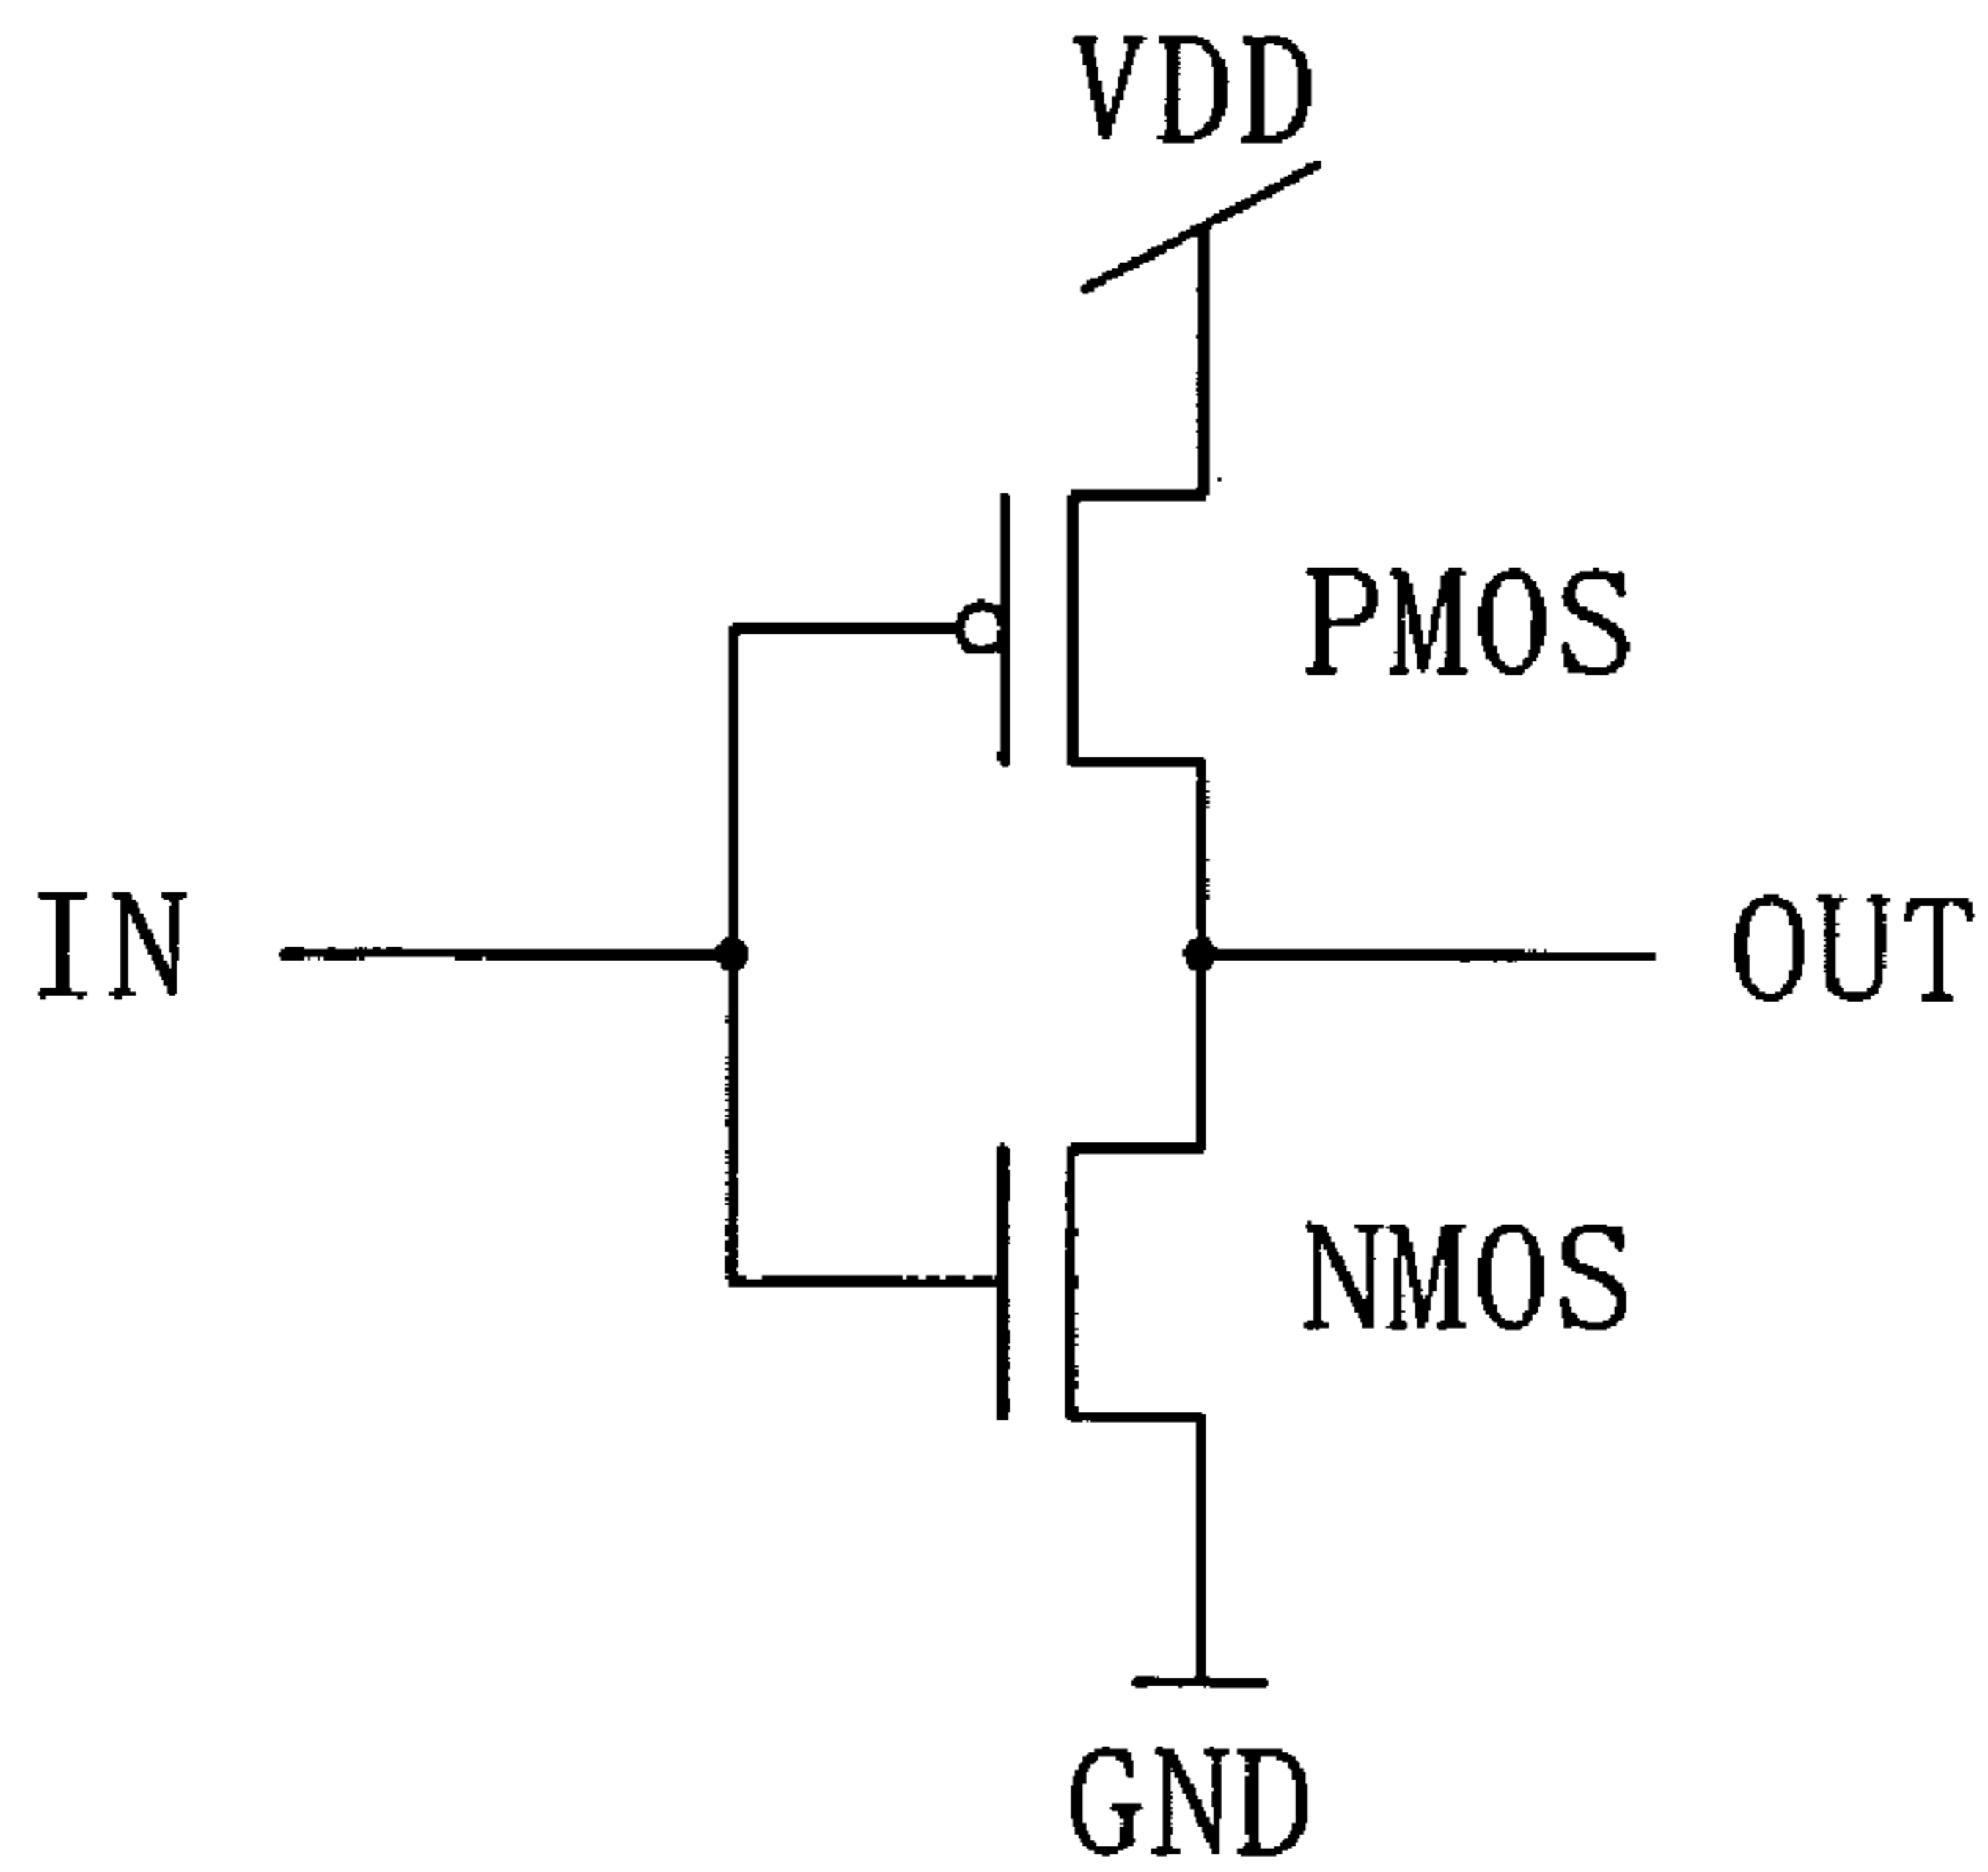 VDD
PMOS
IN
OUT
NMOS
GND